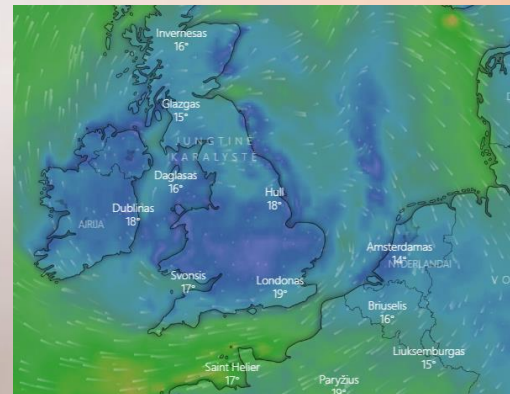 Invernesas
16°
Glazgas
15°
JUNGTINĖ
KARALYSTĖ
Daglasas
16°
Hull
18°
Dublinas
18°
AIRIJA
Amsterdamas
14°
NYDERLANDAI
Svonsis
17°
Londonas
19°
Briuselis
16°
Liuksemburgas
15°
Saint Helier
17°
Paryžius
19°